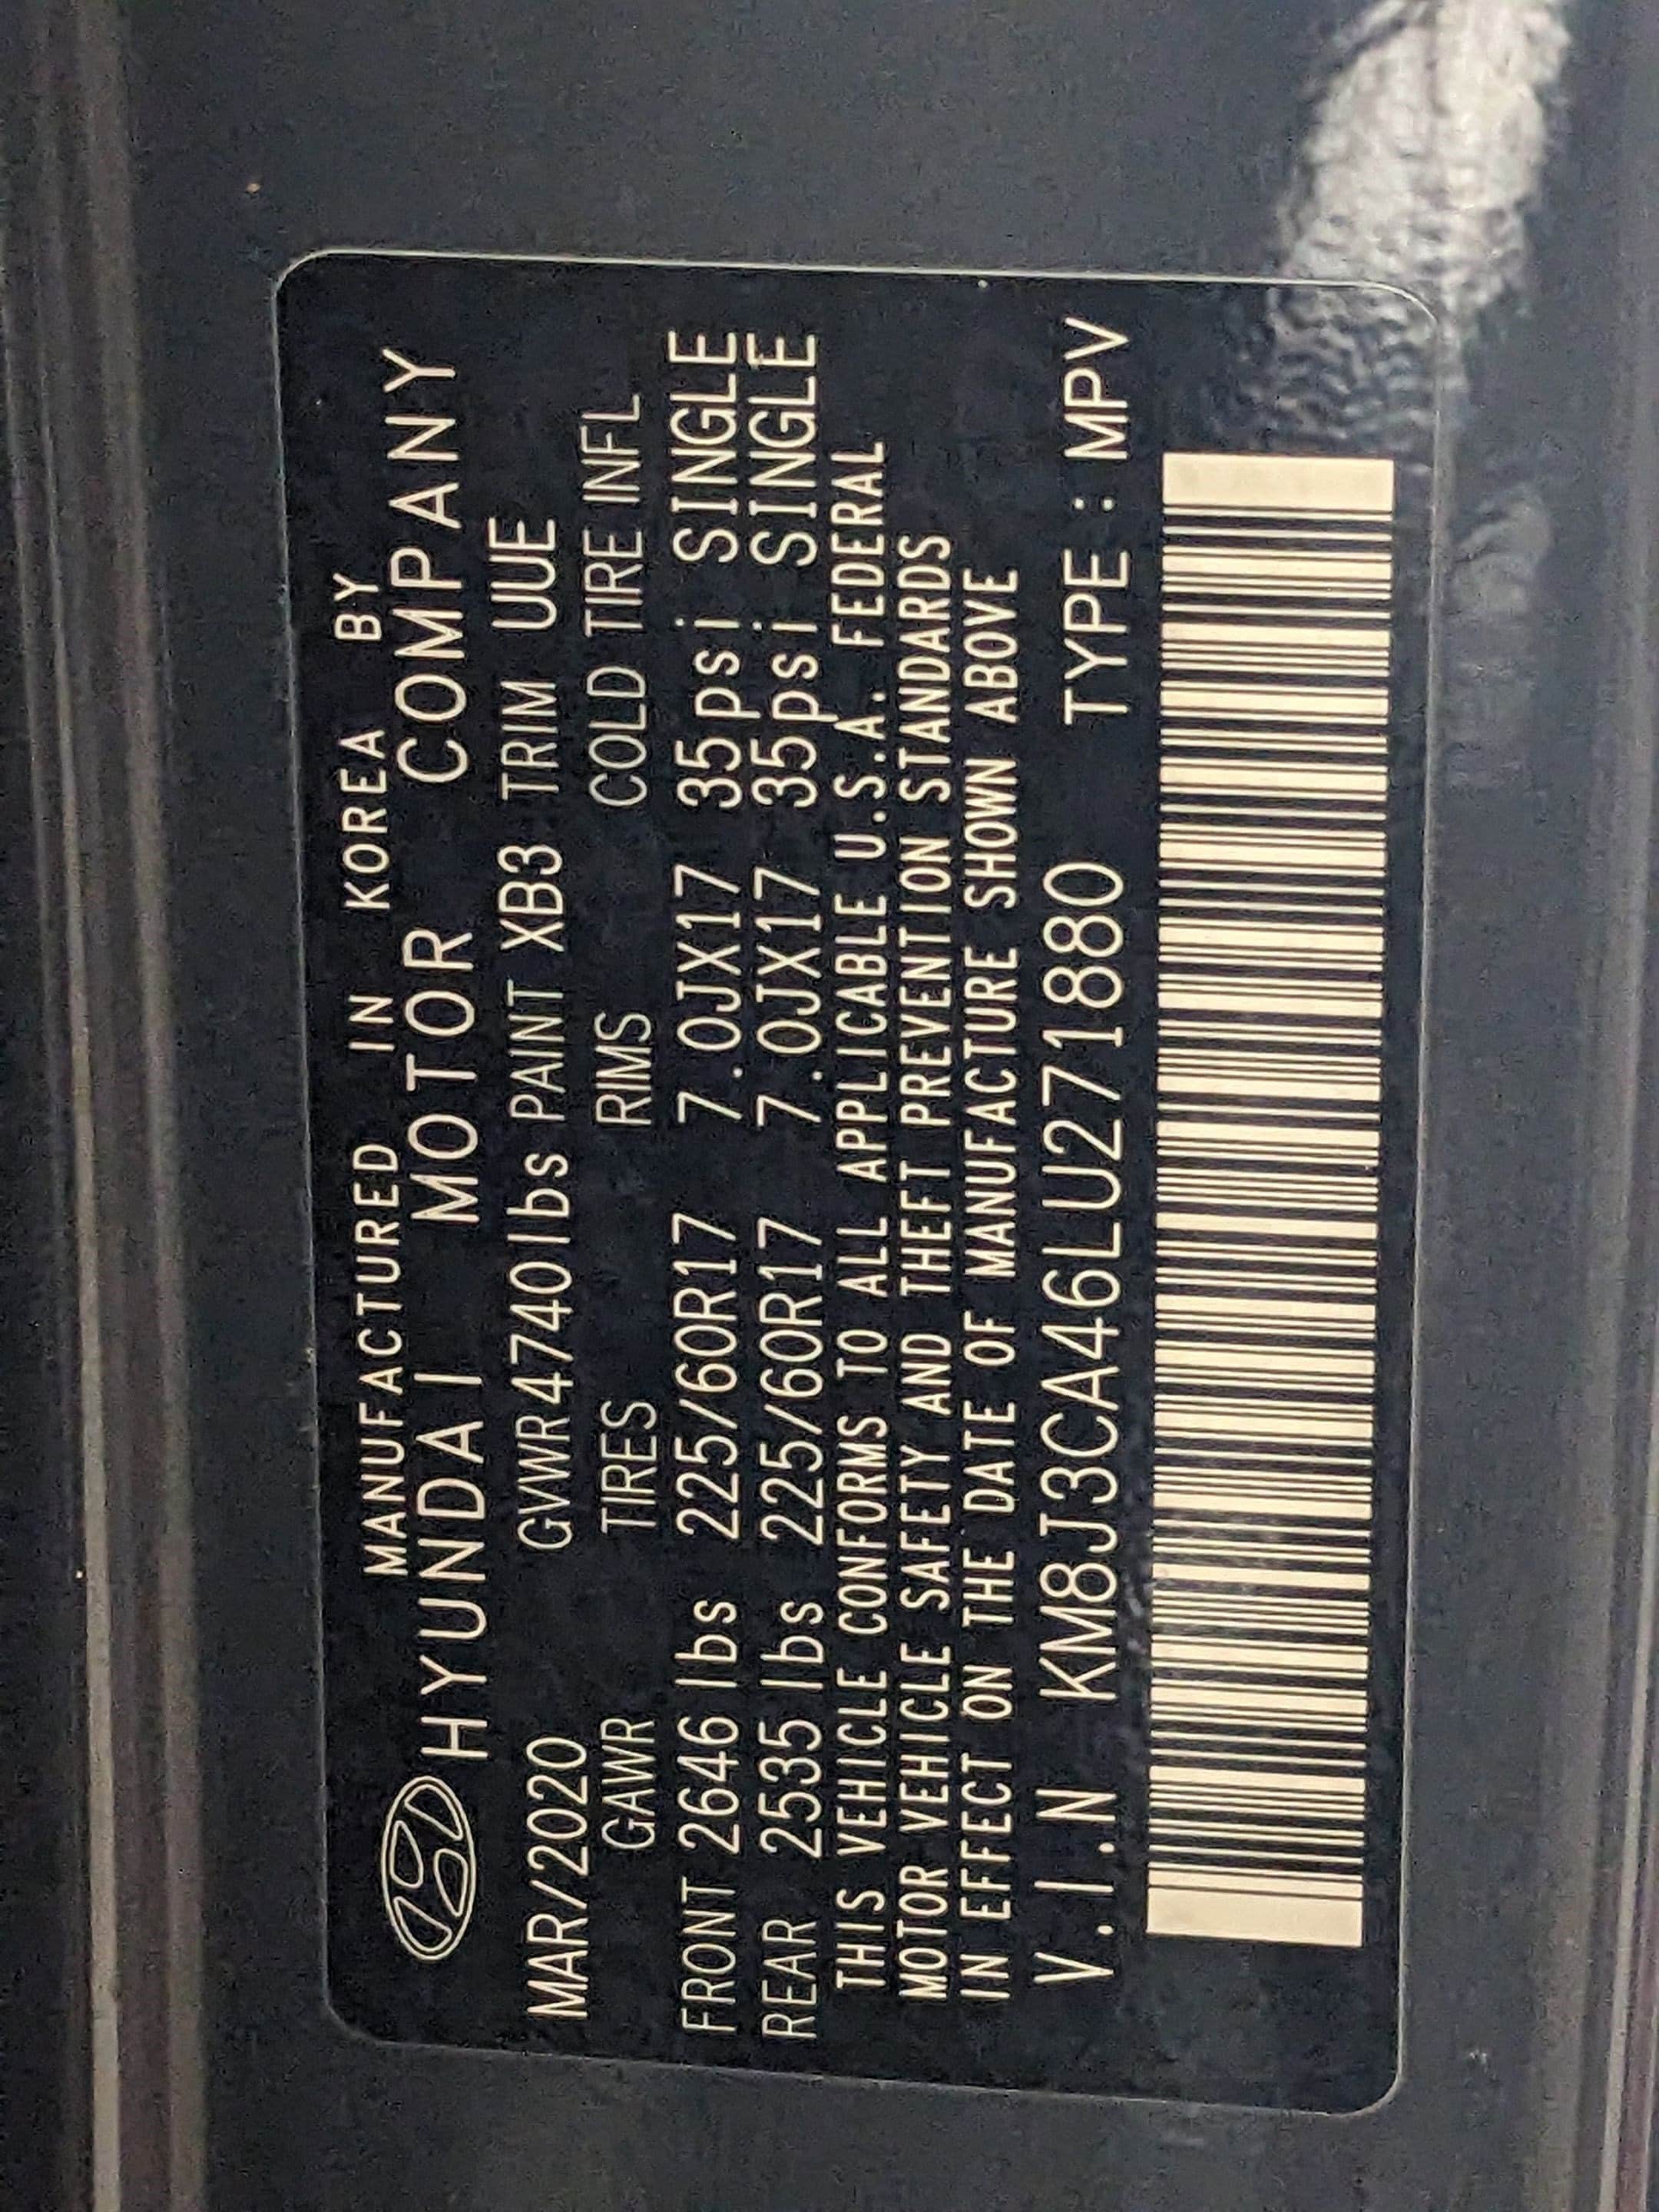 MANUFACTURED IN KOREA BY
HYUNDAI MOTOR COMPANY
MAR/2020 GVWR4740lbs PAINT XB3 TRIM UUE
GAWR TIRES RIMS COLD TIRE INFL
FRONT 2646 lbs 225/60R17 7.0JX17 35psi SINGLE
REAR 2535 lbs 225/60R17 7.0JX17 35psi SINGLE
THIS VEHICLE CONFORMS TO ALL APPLICABLE U.S.A. FEDERAL
MOTOR VEHICLE SAFETY AND THEFT PREVENTION STANDARDS
IN EFFECT ON THE DATE OF MANUFACTURE SHOWN ABOVE
V.I.N KM8J3CA46LU271880 TYPE : MPV